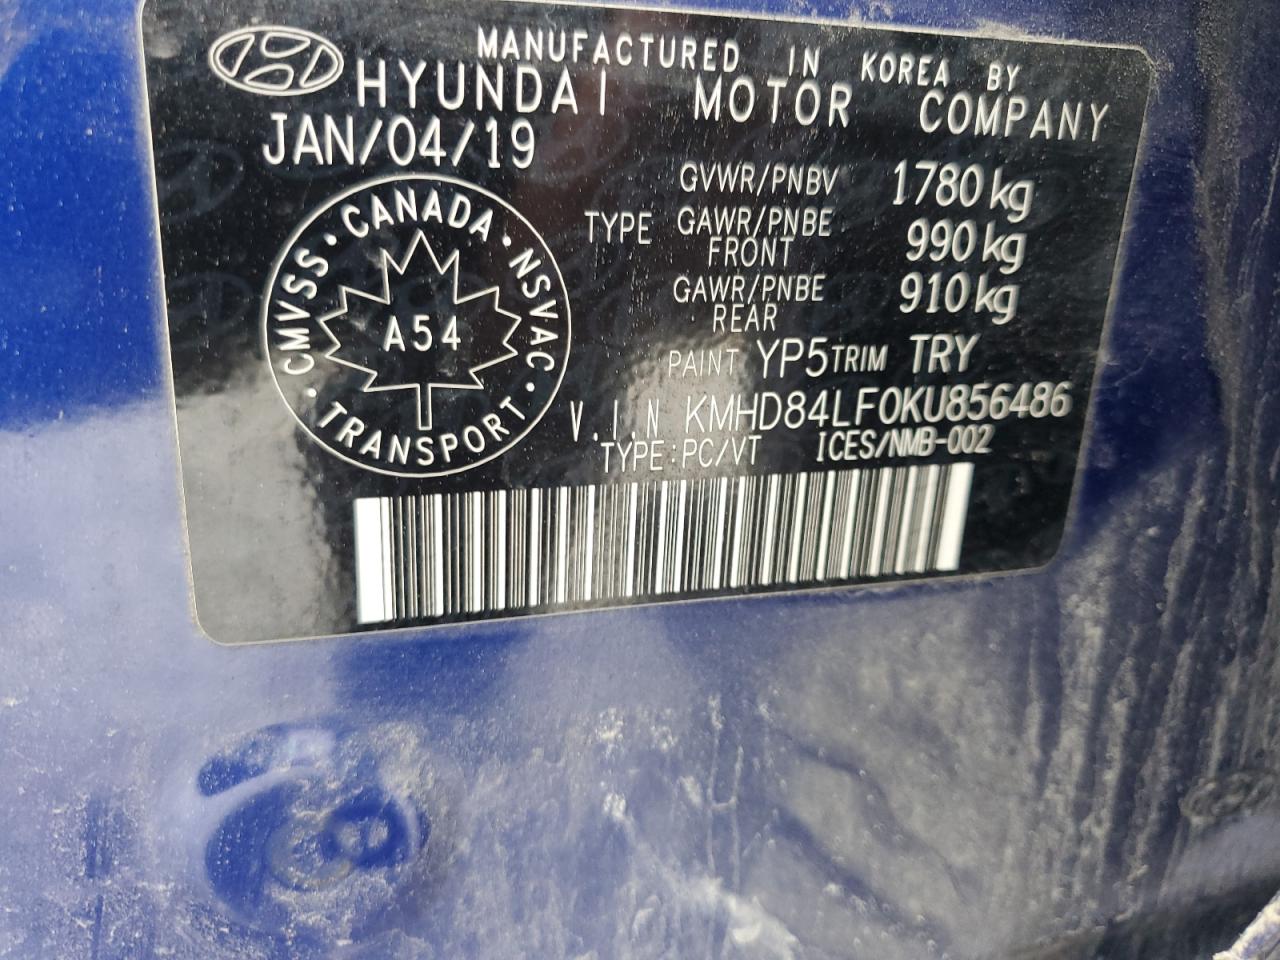 MANUFACTURED IN KOREA BY
HYUNDAI MOTOR COMPANY
JAN/04/19
GVWR/PNBV 1780 kg
TYPE GAWR/PNBE FRONT 990 kg
GAWR/PNBE REAR 910 kg
PAINT YP5 TRIM TRY
V.I.N KMHD84LF0KU856486
TYPE:PC/VT ICES/NMB-002
CANADA · NSVAC · TRANSPORT · CMVSS ·
A54